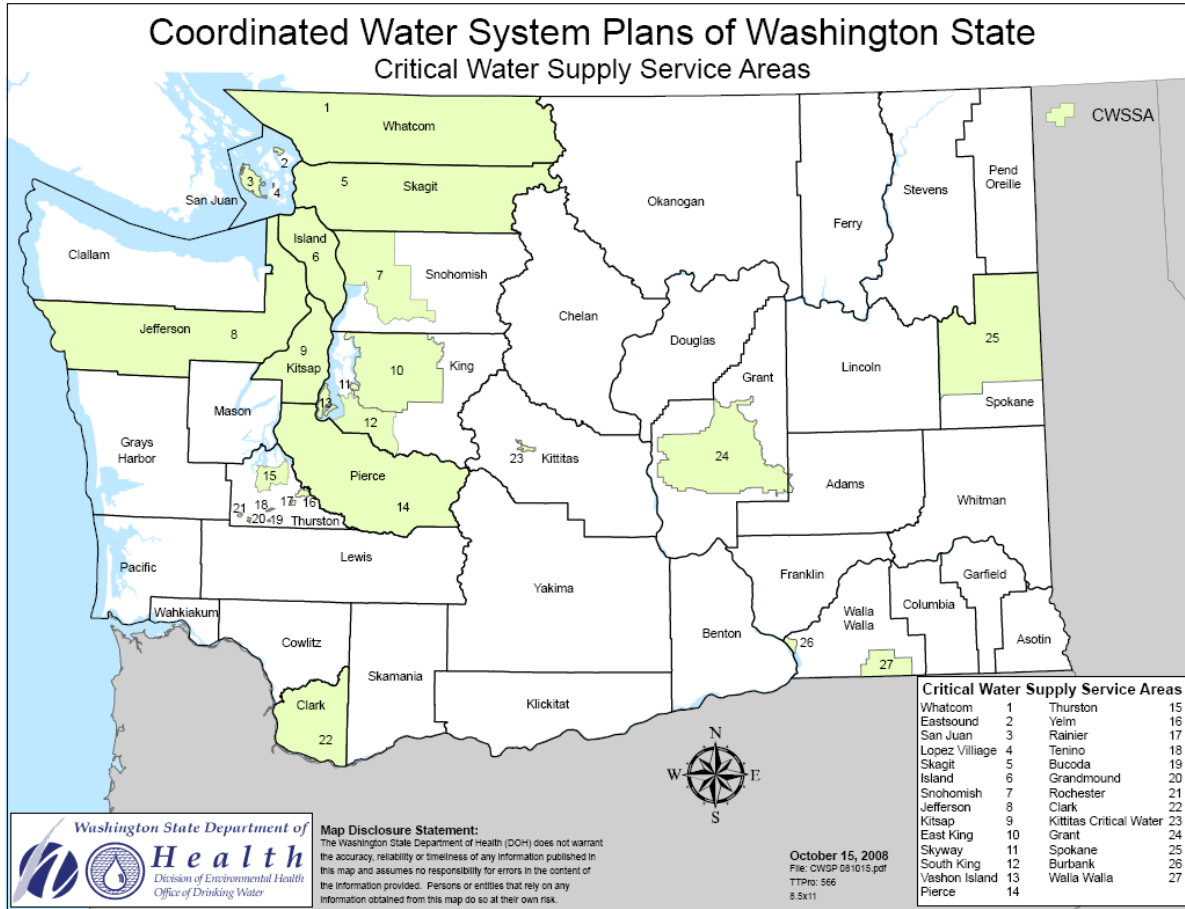 Coordinated Water System Plans of Washington State
Critical Water Supply Service Areas
CWSSA
1
Whatcom
2
3
4
San Juan
5
Skagit
Okanogan
Ferry
Stevens
Pend
Oreille
Clallam
Island
6
7
Snohomish
Chelan
Douglas
Jefferson
8
9
Kitsap
10
King
11
12
13
Grant
Lincoln
25
Spokane
Mason
Grays
Harbor
Pierce
14
23
Kittitas
24
Adams
Whitman
15
16
17
18
19
20
21
Thurston
Pacific
Lewis
Yakima
Franklin
Garfield
Columbia
Walla
Walla
Asotin
Wahkiakum
Cowlitz
Skamania
Benton
26
27
Clark
22
Klickitat
N
W
E
S
Critical Water Supply Service Areas
Whatcom 1 Thurston 15
Eastsound 2 Yelm 16
San Juan 3 Rainier 17
Lopez Villiage 4 Tenino 18
Skagit 5 Bucoda 19
Island 6 Grandmound 20
Snohomish 7 Rochester 21
Jefferson 8 Clark 22
Kitsap 9 Kittitas Critical Water 23
East King 10 Grant 24
Skyway 11 Spokane 25
South King 12 Burbank 26
Vashon Island 13 Walla Walla 27
Pierce 14
Washington State Department of
Health
Division of Environmental Health
Office of Drinking Water
Map Disclosure Statement:
The Washington State Department of Health (DOH) does not warrant
the accuracy, reliability or timeliness of any information published in
this map and assumes no responsibility for errors in the content of
the information provided. Persons or entities that rely on any
information obtained from this map do so at their own risk.
October 15, 2008
File: CWSP 081015.pdf
TTPro: 566
8.5x11